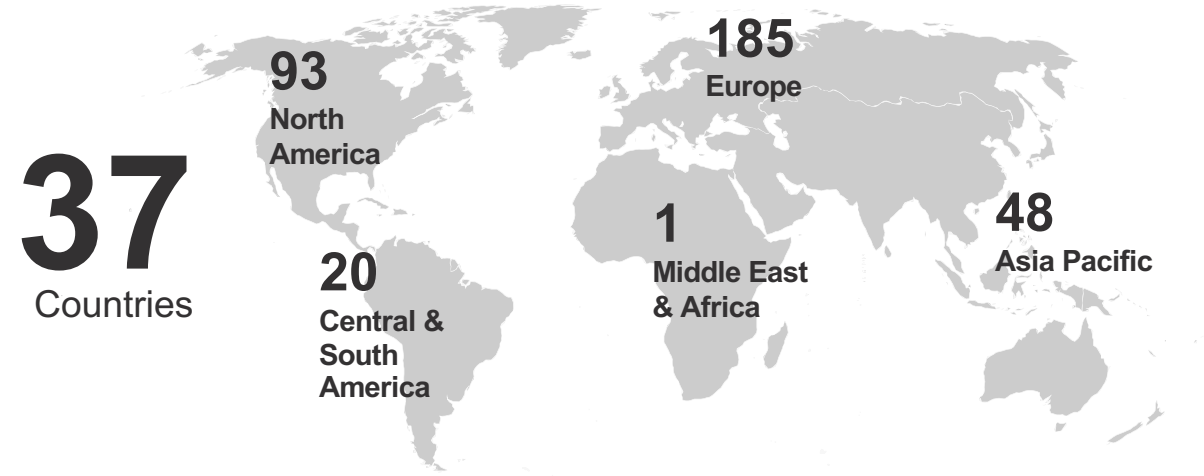 37
Countries
93
North
America
20
Central &
South
America
185
Europe
1
Middle East
& Africa
48
Asia Pacific